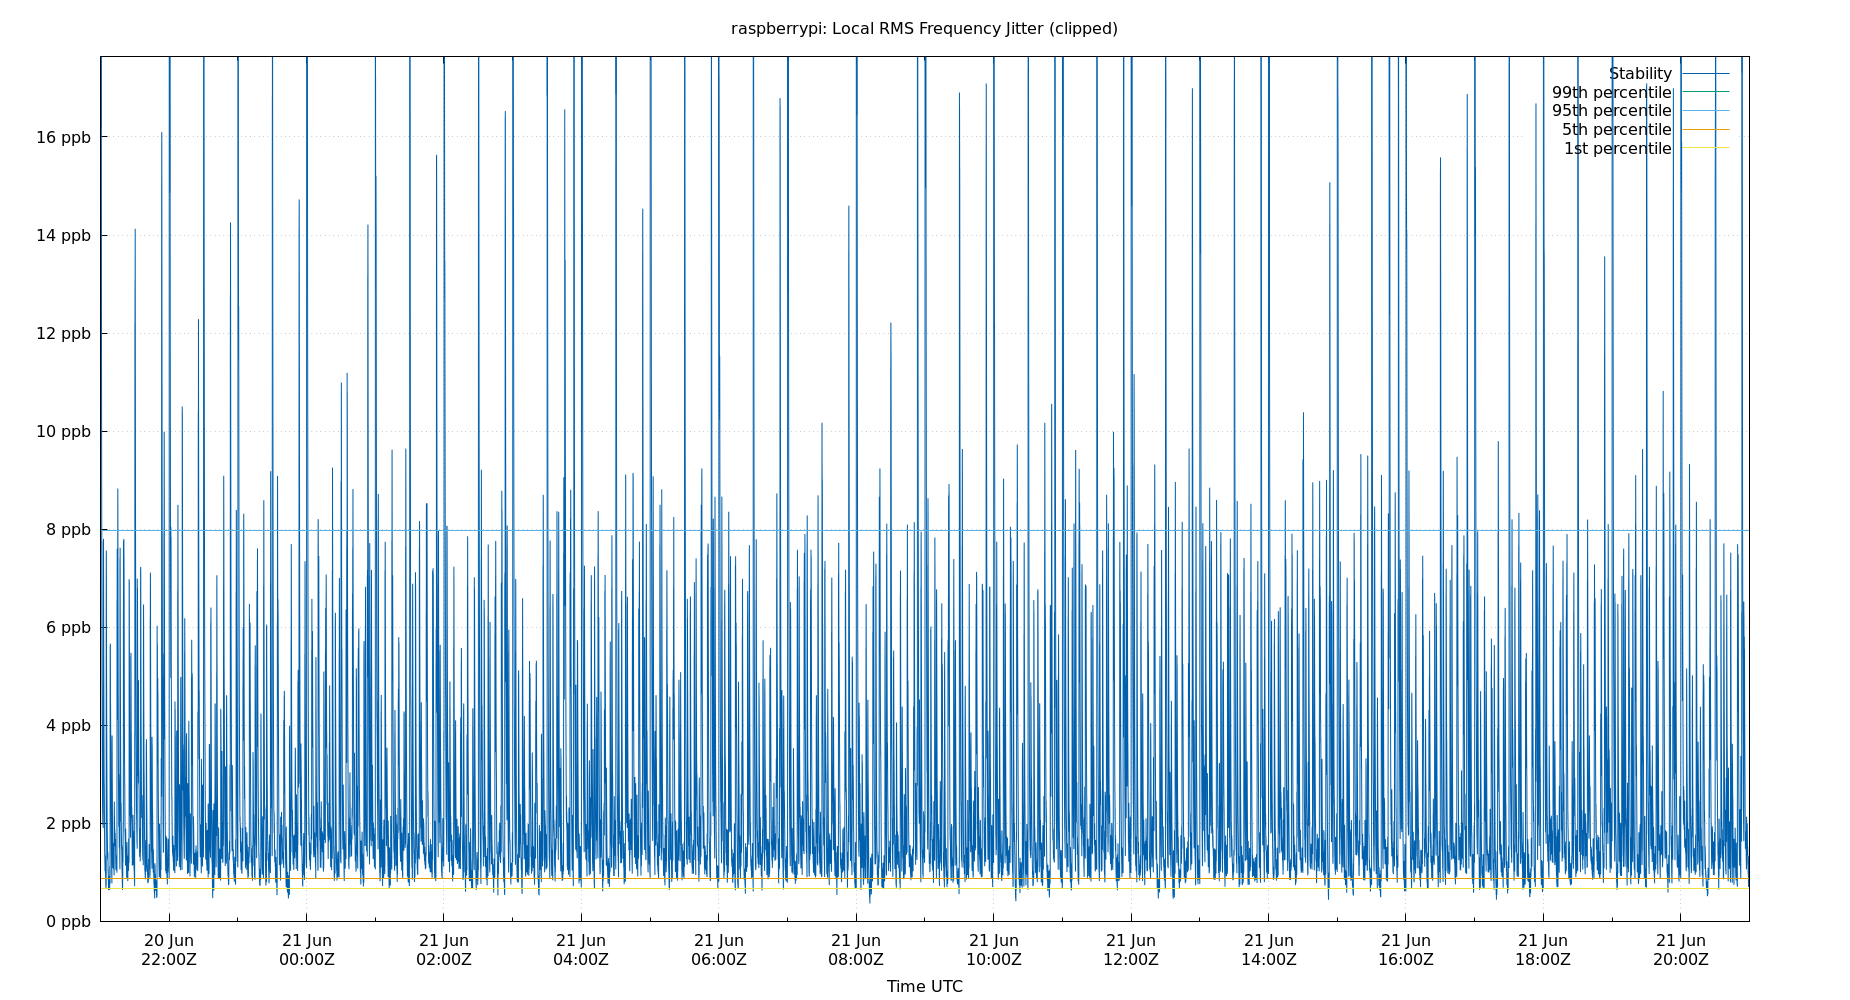 raspberrypi: Local RMS Frequency Jitter (clipped)
Stability
99th percentile
95th percentile
5th percentile
1st percentile
16 ppb
14 ppb
12 ppb
10 ppb
8 ppb
6 ppb
4 ppb
2 ppb
0 ppb
20 Jun 21 Jun 21 Jun 21 Jun 21 Jun 21 Jun 21 Jun 21 Jun 21 Jun 21 Jun 21 Jun 21 Jun
22:00Z 00:00Z 02:00Z 04:00Z 06:00Z 08:00Z 10:00Z 12:00Z 14:00Z 16:00Z 18:00Z 20:00Z
Time UTC